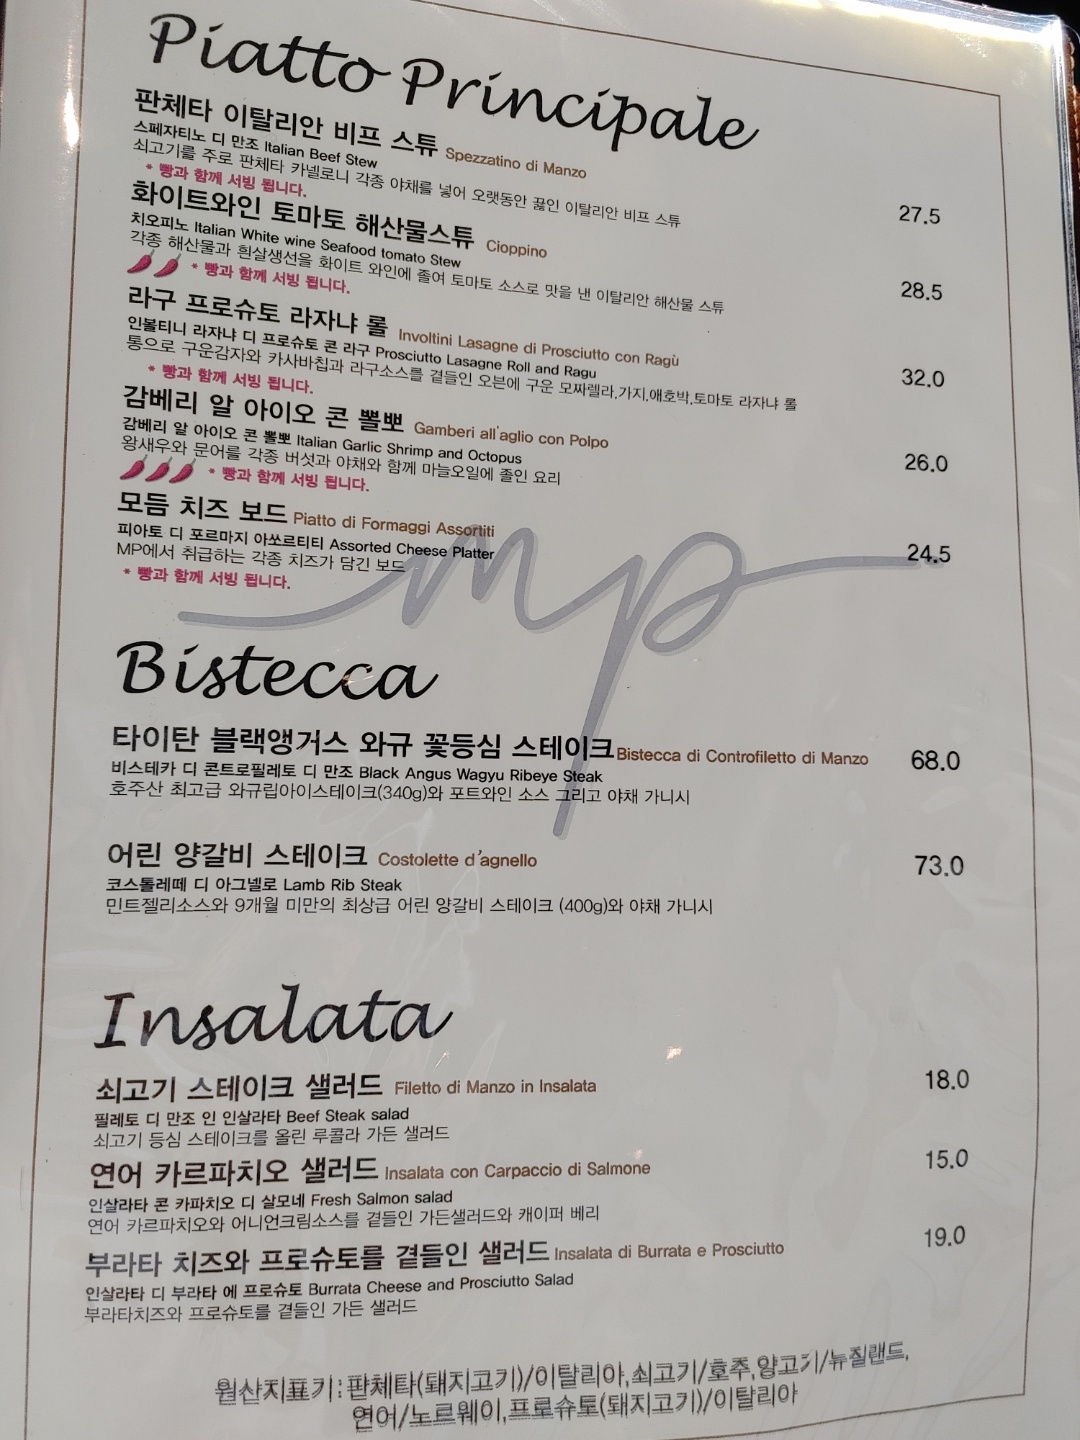 Piatto Principale
판체타 이탈리안 비프 스튜 Spezzatino di Manzo
스페자티노 디 만조 Italian Beef Stew
쇠고기를 주로 판체타 카넬로니 각종 야채를 넣어 오랫동안 끓인 이탈리안 비프 스튜
27.5
* 빵과 함께 서빙 됩니다.
화이트와인 토마토 해산물스튜 Cioppino
치오피노 Italian White wine Seafood tomato Stew
각종 해산물과 흰살생선을 화이트 와인에 졸여 토마토 소스로 맛을 낸 이탈리안 해산물 스튜
28.5
* 빵과 함께 서빙 됩니다.
라구 프로슈토 라자냐 롤 Involtini Lasagne di Prosciutto con Ragù
인볼티니 라자냐 디 프로슈토 콘 라구 Prosciutto Lasagne Roll and Ragu
통으로 구운감자와 카사바칩과 라구소스를 곁들인 오븐에 구운 모짜렐라,가지,애호박,토마토 라자냐 롤
32.0
* 빵과 함께 서빙 됩니다.
감베리 알 아이오 콘 뽈뽀 Gamberi all'aglio con Polpo
감베리 알 아이오 콘 뽈뽀 Italian Garlic Shrimp and Octopus
왕새우와 문어를 각종 버섯과 야채와 함께 마늘오일에 졸인 요리
26.0
* 빵과 함께 서빙 됩니다.
모듬 치즈 보드 Piatto di Formaggi Assortiti
피아토 디 포르마지 아쏘르티티 Assorted Cheese Platter
MP에서 취급하는 각종 치즈가 담긴 보드
24.5
* 빵과 함께 서빙 됩니다.
mp
Bistecca
타이탄 블랙앵거스 와규 꽃등심 스테이크 Bistecca di Controfiletto di Manzo 68.0
비스테카 디 콘트로필레토 디 만조 Black Angus Wagyu Ribeye Steak
호주산 최고급 와규립아이스테이크(340g)와 포트와인 소스 그리고 야채 가니시
어린 양갈비 스테이크 Costolette d'agnello 73.0
코스톨레떼 디 아그넬로 Lamb Rib Steak
민트젤리소스와 9개월 미만의 최상급 어린 양갈비 스테이크 (400g)와 야채 가니시
Insalata
쇠고기 스테이크 샐러드 Filetto di Manzo in Insalata 18.0
필레토 디 만조 인 인살라타 Beef Steak salad
쇠고기 등심 스테이크를 올린 루콜라 가든 샐러드
연어 카르파치오 샐러드 Insalata con Carpaccio di Salmone 15.0
인살라타 콘 카파치오 디 살모네 Fresh Salmon salad
연어 카르파치오와 어니언크림소스를 곁들인 가든샐러드와 캐이퍼 베리
부라타 치즈와 프로슈토를 곁들인 샐러드 Insalata di Burrata e Prosciutto 19.0
인살라타 디 부라타 에 프로슈토 Burrata Cheese and Prosciutto Salad
부라타치즈와 프로슈토를 곁들인 가든 샐러드
원산지표기:판체타(돼지고기)/이탈리아,쇠고기/호주,양고기/뉴질랜드,
연어/노르웨이,프로슈토(돼지고기)/이탈리아